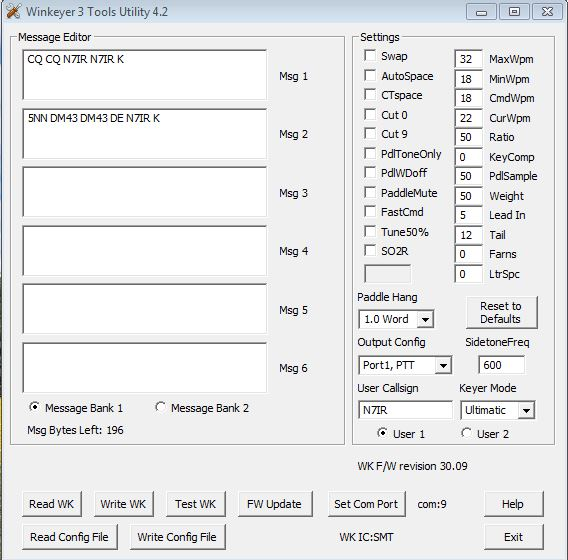 Winkeyer 3 Tools Utility 4.2
Message Editor
CQ CQ N7IR N7IR K
Msg 1
5NN DM43 DM43 DE N7IR K
Msg 2
Msg 3
Msg 4
Msg 5
Msg 6
Message Bank 1 Message Bank 2
Msg Bytes Left: 196
Settings
Swap 32 MaxWpm
AutoSpace 18 MinWpm
CTspace 18 CmdWpm
Cut 0 22 CurWpm
Cut 9 50 Ratio
PdlToneOnly 0 KeyComp
PdlWDoff 50 PdlSample
PaddleMute 50 Weight
FastCmd 5 Lead In
Tune50% 12 Tail
SO2R 0 Farns
0 LtrSpc
Paddle Hang
1.0 Word
Reset to
Defaults
Output Config SidetoneFreq
Port1, PTT 600
User Callsign Keyer Mode
N7IR Ultimatic
User 1 User 2
WK F/W revision 30.09
Read WK Write WK Test WK FW Update Set Com Port com:9 Help
Read Config File Write Config File WK IC:SMT Exit